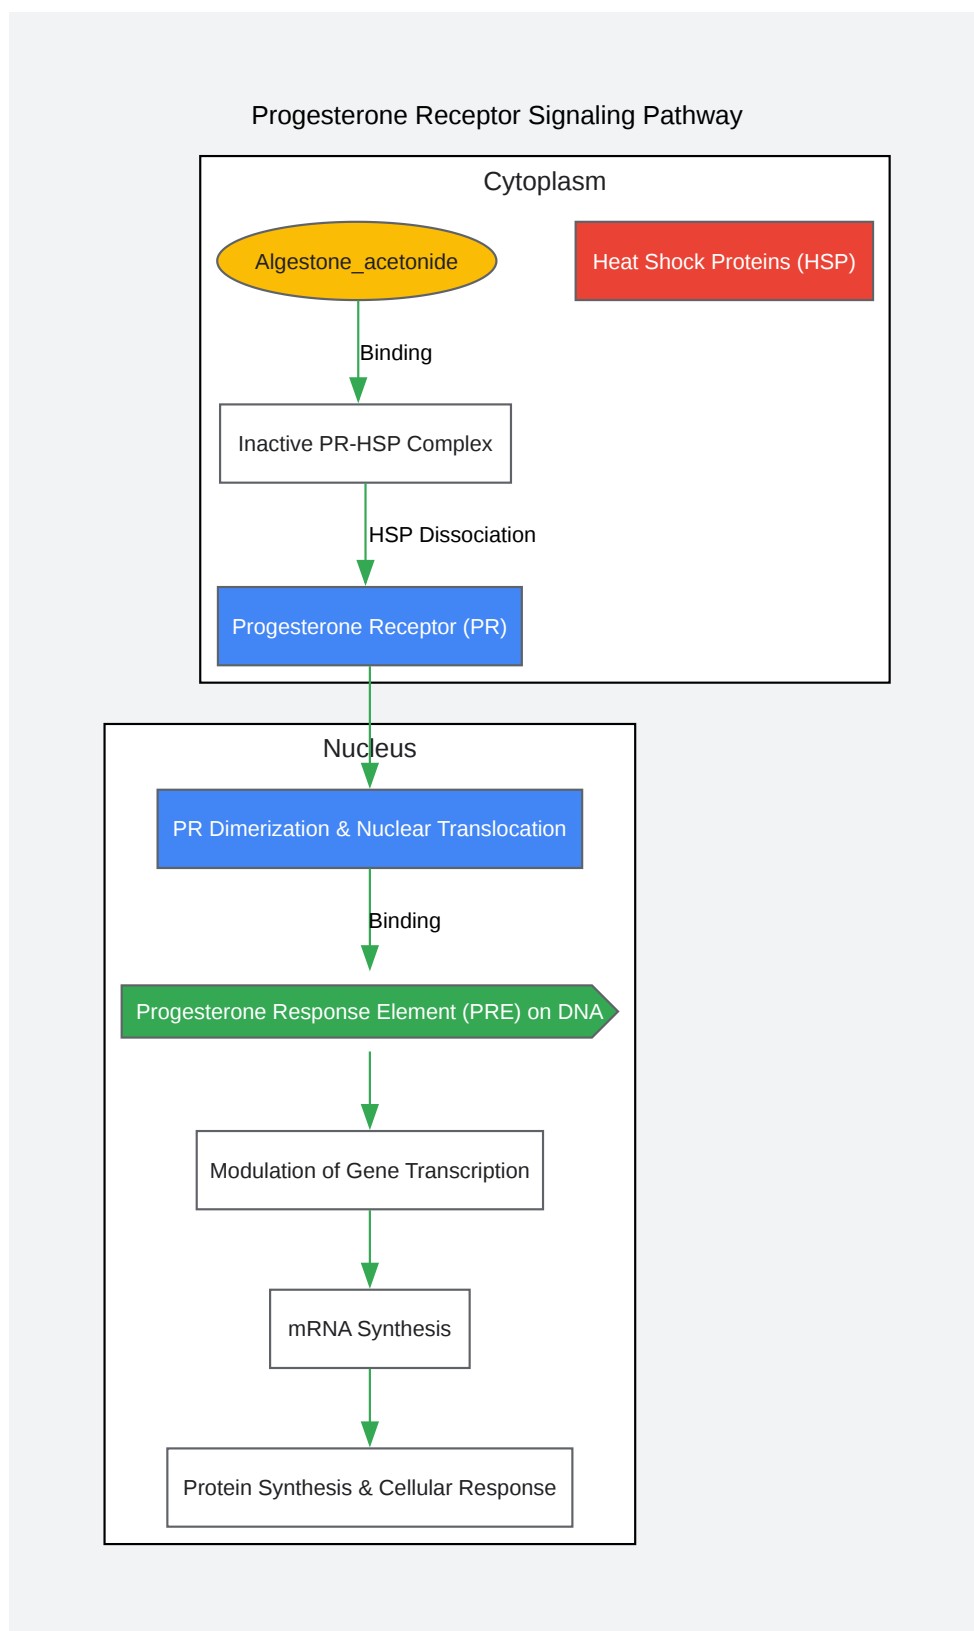 Progesterone Receptor Signaling Pathway
Cytoplasm
Algestone_acetonide
Heat Shock Proteins (HSP)
Binding
Inactive PR-HSP Complex
HSP Dissociation
Progesterone Receptor (PR)
Nucleus
PR Dimerization & Nuclear Translocation
Binding
Progesterone Response Element (PRE) on DNA
Modulation of Gene Transcription
mRNA Synthesis
Protein Synthesis & Cellular Response